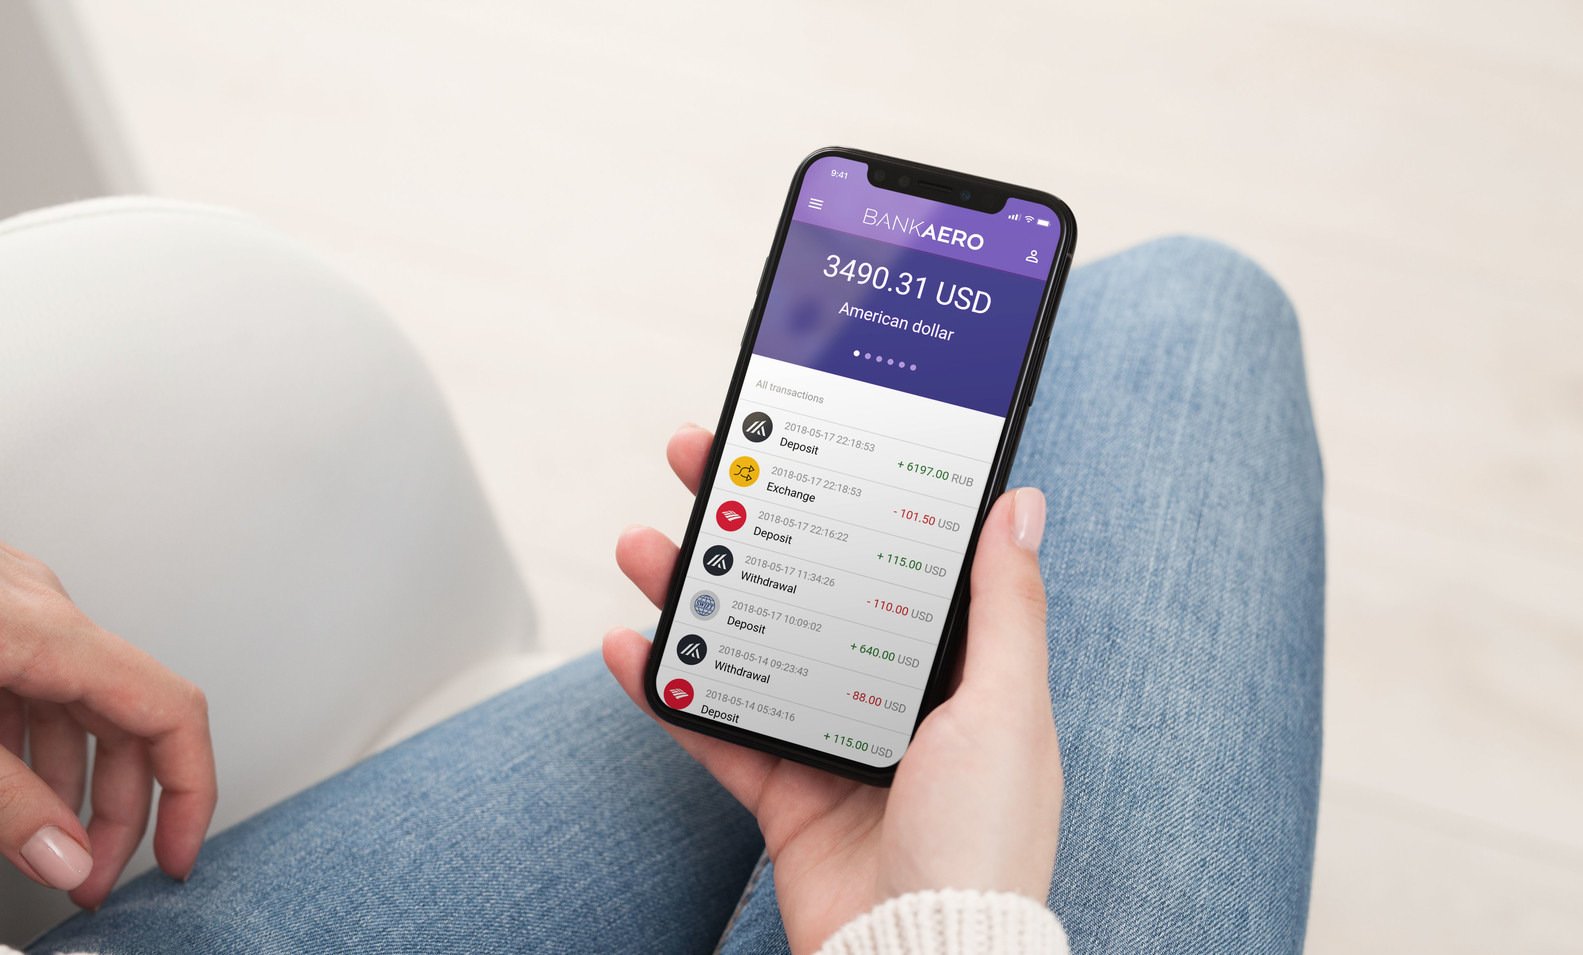 9:41
BANKAERO
3490.31 USD
American dollar
All transactions
2018-05-17 22:18:53
Deposit
+ 6197.00 RUB
2018-05-17 22:18:53
Exchange
- 101.50 USD
2018-05-17 22:16:22
Deposit
+ 115.00 USD
2018-05-17 11:34:26
Withdrawal
- 110.00 USD
SWIFT
2018-05-17 10:09:02
Deposit
+ 640.00 USD
2018-05-14 09:23:43
Withdrawal
- 88.00 USD
2018-05-14 05:34:16
Deposit
+ 115.00 USD